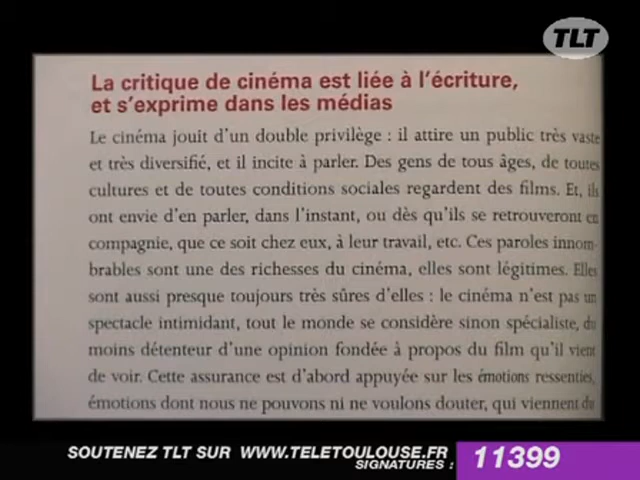 TLT
La critique de cinéma est liée à l'écriture,
et s'exprime dans les médias
Le cinéma jouit d'un double privilège : il attire un public très vaste
et très diversifié, et il incite à parler. Des gens de tous âges, de toutes
cultures et de toutes conditions sociales regardent des films. Et, ils
ont envie d'en parler, dans l'instant, ou dès qu'ils se retrouveront en
compagnie, que ce soit chez eux, à leur travail, etc. Ces paroles innom-
brables sont une des richesses du cinéma, elles sont légitimes. Elles
sont aussi presque toujours très sûres d'elles : le cinéma n'est pas un
spectacle intimidant, tout le monde se considère sinon spécialiste, du
moins détenteur d'une opinion fondée à propos du film qu'il vient
de voir. Cette assurance est d'abord appuyée sur les émotions ressenties,
émotions dont nous ne pouvons ni ne voulons douter, qui viennent du
SOUTENEZ TLT SUR WWW.TELETOULOUSE.FR
SIGNATURES : 11399